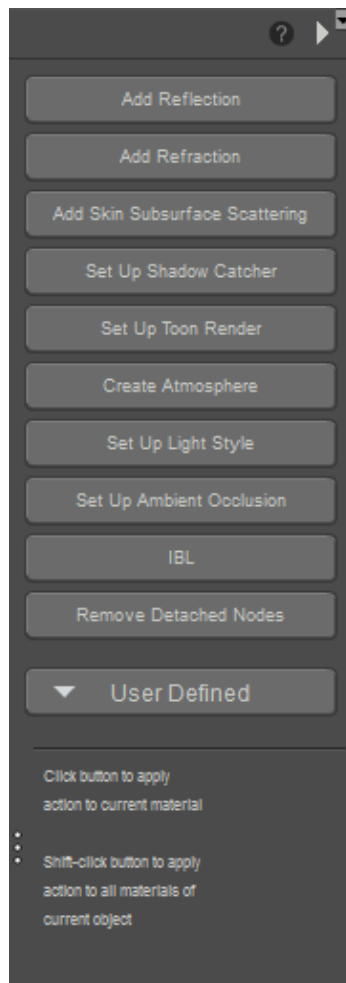 ?
Add Reflection
Add Refraction
Add Skin Subsurface Scattering
Set Up Shadow Catcher
Set Up Toon Render
Create Atmosphere
Set Up Light Style
Set Up Ambient Occlusion
IBL
Remove Detached Nodes
User Defined
Click button to apply
action to current material
Shift-click button to apply
action to all materials of
current object